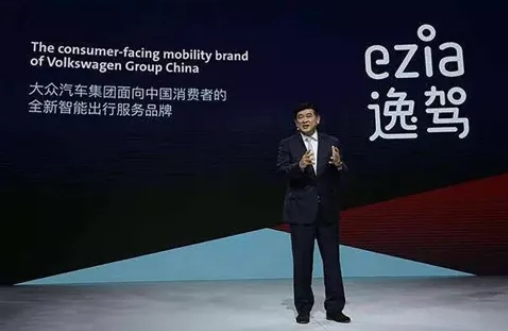 The consumer-facing mobility brand
of Volkswagen Group China
大众汽车集团面向中国消费者的
全新智能出行服务品牌
ezia
逸驾